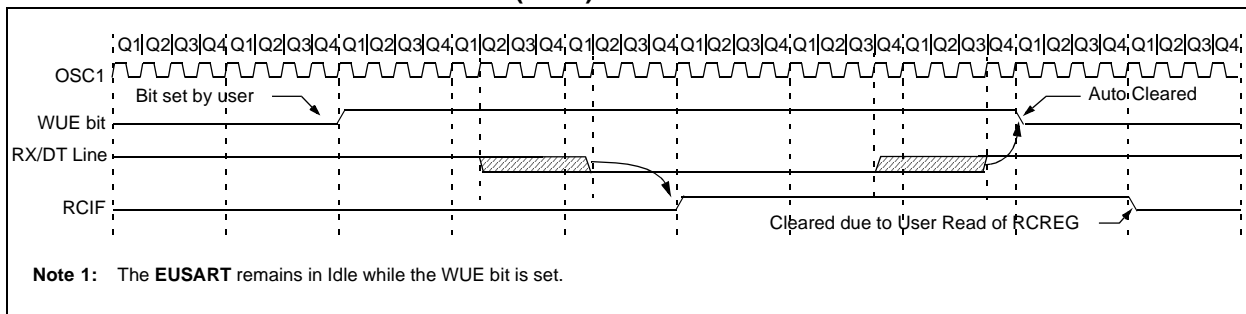 Q1 Q2 Q3 Q4 Q1 Q2 Q3 Q4 Q1 Q2 Q3 Q4 Q1 Q2 Q3 Q4 Q1 Q2 Q3 Q4 Q1 Q2 Q3 Q4 Q1 Q2 Q3 Q4 Q1 Q2 Q3 Q4 Q1 Q2 Q3 Q4 Q1 Q2 Q3 Q4
OSC1
Bit set by user
Auto Cleared
WUE bit
RX/DT Line
RCIF
Cleared due to User Read of RCREG
Note 1: The EUSART remains in Idle while the WUE bit is set.